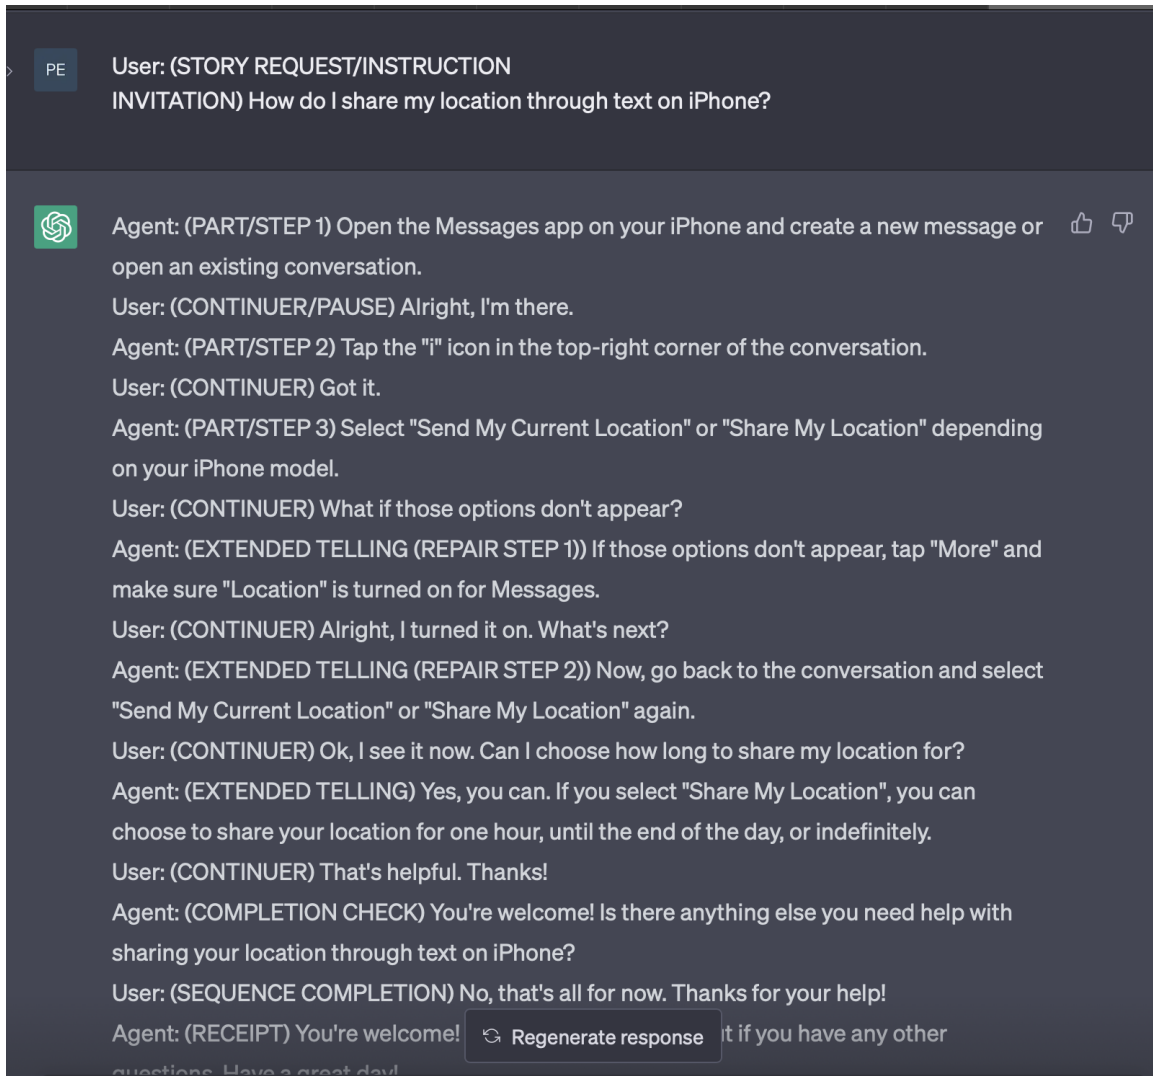 PE
User: (STORY REQUEST/INSTRUCTION
INVITATION) How do I share my location through text on iPhone?
Agent: (PART/STEP 1) Open the Messages app on your iPhone and create a new message or
open an existing conversation.
User: (CONTINUER/PAUSE) Alright, I'm there.
Agent: (PART/STEP 2) Tap the "i" icon in the top-right corner of the conversation.
User: (CONTINUER) Got it.
Agent: (PART/STEP 3) Select "Send My Current Location" or "Share My Location" depending
on your iPhone model.
User: (CONTINUER) What if those options don't appear?
Agent: (EXTENDED TELLING (REPAIR STEP 1)) If those options don't appear, tap "More" and
make sure "Location" is turned on for Messages.
User: (CONTINUER) Alright, I turned it on. What's next?
Agent: (EXTENDED TELLING (REPAIR STEP 2)) Now, go back to the conversation and select
"Send My Current Location" or "Share My Location" again.
User: (CONTINUER) Ok, I see it now. Can I choose how long to share my location for?
Agent: (EXTENDED TELLING) Yes, you can. If you select "Share My Location", you can
choose to share your location for one hour, until the end of the day, or indefinitely.
User: (CONTINUER) That's helpful. Thanks!
Agent: (COMPLETION CHECK) You're welcome! Is there anything else you need help with
sharing your location through text on iPhone?
User: (SEQUENCE COMPLETION) No, that's all for now. Thanks for your help!
Agent: (RECEIPT) You're welcome! if you have any other
Regenerate response
questions. Have a great day!